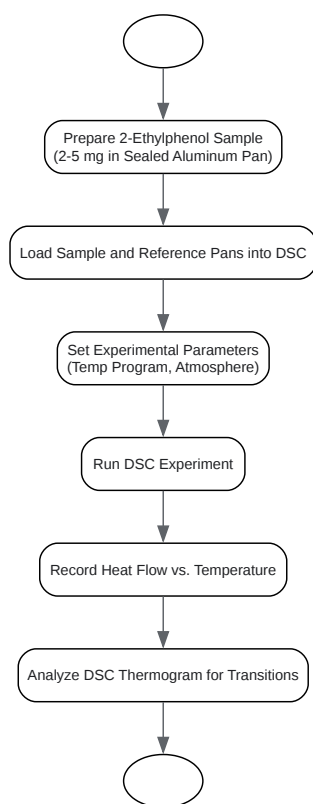 Prepare 2-Ethylphenol Sample
(2-5 mg in Sealed Aluminum Pan)
Load Sample and Reference Pans into DSC
Set Experimental Parameters
(Temp Program, Atmosphere)
Run DSC Experiment
Record Heat Flow vs. Temperature
Analyze DSC Thermogram for Transitions